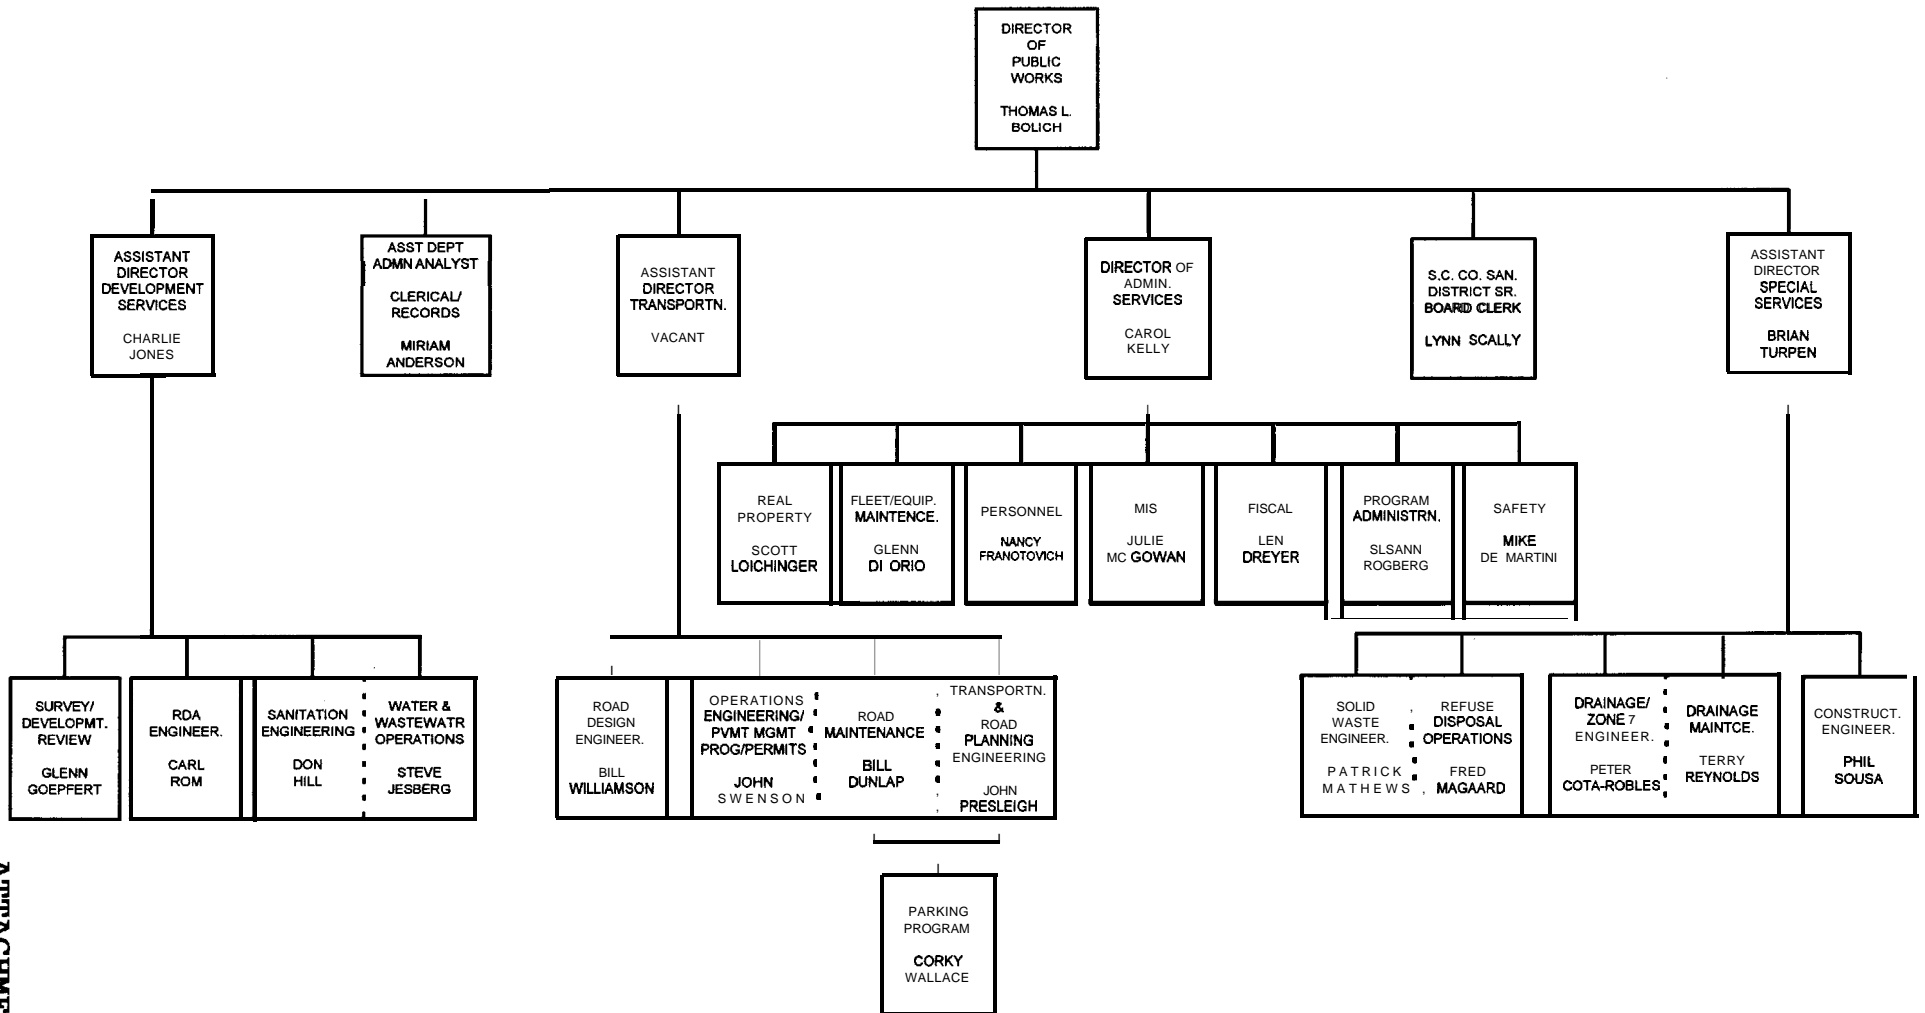 DIRECTOR
OF
PUBLIC
WORKS
THOMAS L.
BOLICH
ASSISTANT
DIRECTOR
DEVELOPMENT
SERVICES
CHARLIE
JONES
ASST DEPT
ADMN ANALYST
CLERICAL/
RECORDS
MIRIAM
ANDERSON
ASSISTANT
DIRECTOR
TRANSPORTN.
VACANT
DIRECTOR OF
ADMIN.
SERVICES
CAROL
KELLY
S.C. CO. SAN.
DISTRICT SR.
BOARD CLERK
LYNN SCALLY
ASSISTANT
DIRECTOR
SPECIAL
SERVICES
BRIAN
TURPEN
REAL
PROPERTY
SCOTT
LOICHINGER
FLEET/EQUIP.
MAINTENCE.
GLENN
DI ORIO
PERSONNEL
NANCY
FRANOTOVICH
MIS
JULIE
MC GOWAN
FISCAL
LEN
DREYER
PROGRAM
ADMINISTRN.
SLSANN
ROGBERG
SAFETY
MIKE
DE MARTINI
SURVEY/
DEVELOPMT.
REVIEW
GLENN
GOEPFERT
RDA
ENGINEER.
CARL
ROM
SANITATION
ENGINEERING
DON
HILL
WATER &
WASTEWATR
OPERATIONS
STEVE
JESBERG
ROAD
DESIGN
ENGINEER.
BILL
WILLIAMSON
OPERATIONS
ENGINEERING/
PVMT MGMT
PROG/PERMITS
JOHN
SWENSON
ROAD
MAINTENANCE
BILL
DUNLAP
TRANSPORTN.
&
ROAD
PLANNING
ENGINEERING
JOHN
PRESLEIGH
SOLID
WASTE
ENGINEER.
PATRICK
MATHEWS
REFUSE
DISPOSAL
OPERATIONS
FRED
MAGAARD
DRAINAGE/
ZONE 7
ENGINEER.
PETER
COTA-ROBLES
DRAINAGE
MAINTCE.
TERRY
REYNOLDS
CONSTRUCT.
ENGINEER.
PHIL
SOUSA
PARKING
PROGRAM
CORKY
WALLACE
ATTACHME